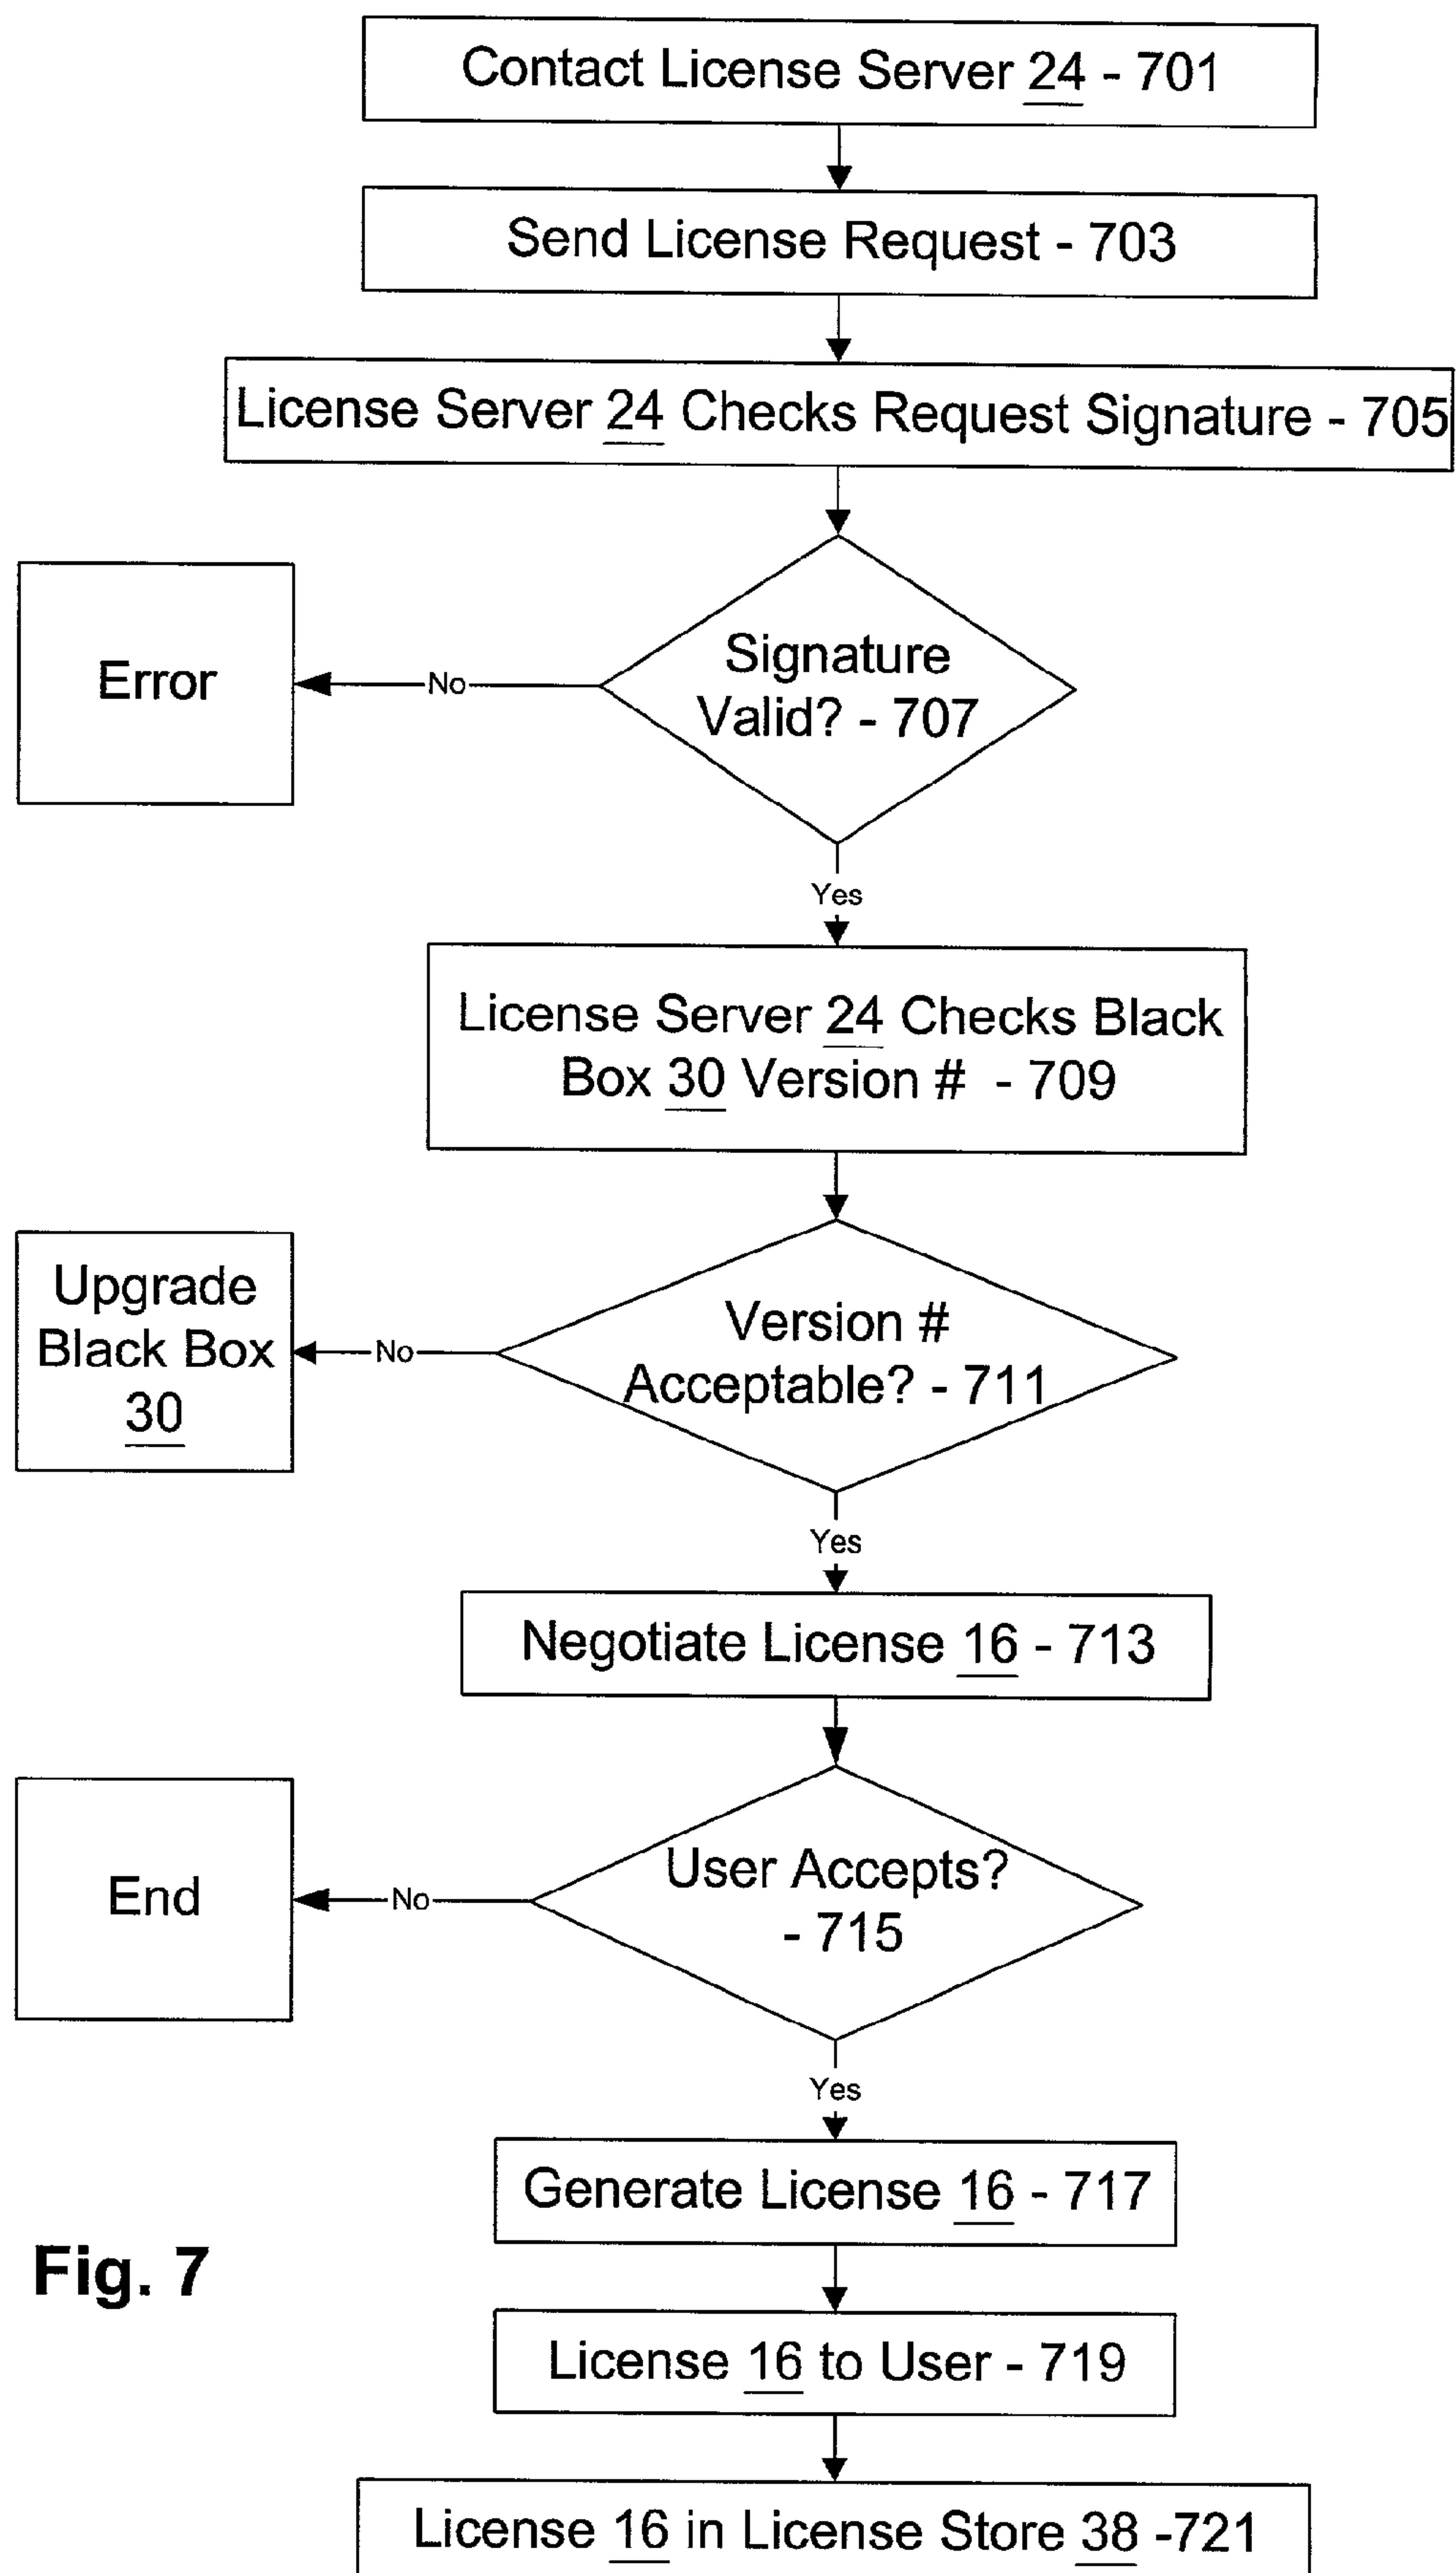 Contact License Server 24 - 701
Send License Request - 703
License Server 24 Checks Request Signature - 705
Signature
Valid? - 707
No
Error
Yes
License Server 24 Checks Black
Box 30 Version # - 709
Version #
Acceptable? - 711
No
Upgrade
Black Box
30
Yes
Negotiate License 16 - 713
User Accepts?
- 715
No
End
Yes
Generate License 16 - 717
Fig. 7
License 16 to User - 719
License 16 in License Store 38 -721